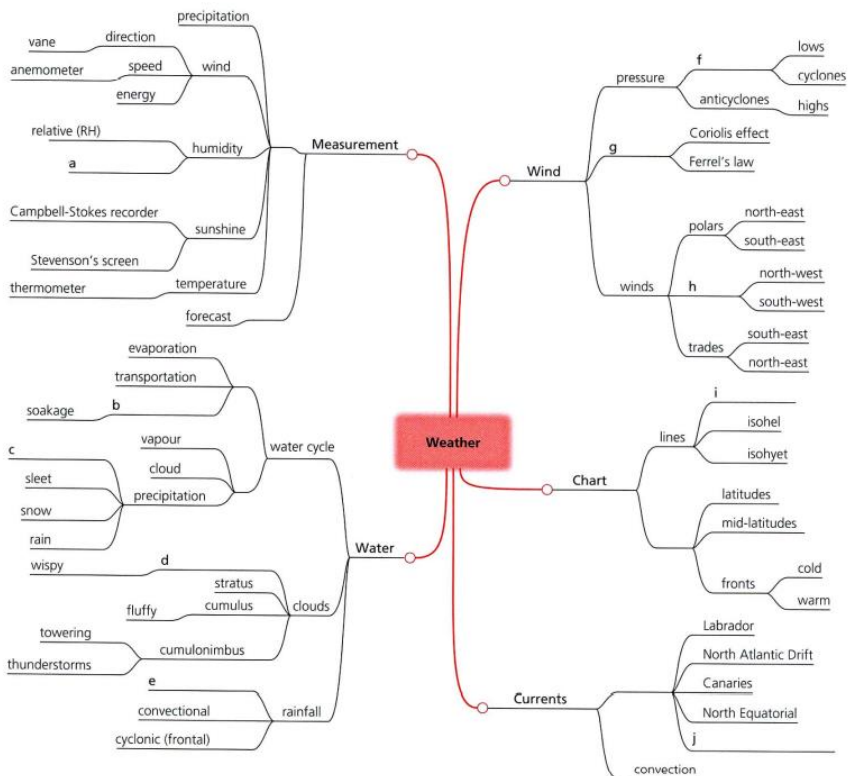 Weather
Measurement
precipitation
wind
direction
vane
speed
anemometer
energy
humidity
relative (RH)
a
sunshine
Campbell-Stokes recorder
Stevenson's screen
temperature
thermometer
forecast
Water
water cycle
evaporation
transportation
b
soakage
vapour
cloud
precipitation
c
sleet
snow
rain
clouds
d
wispy
stratus
cumulus
fluffy
cumulonimbus
towering
thunderstorms
rainfall
e
convectional
cyclonic (frontal)
Wind
pressure
f
lows
cyclones
anticyclones
highs
g
Coriolis effect
Ferrel's law
winds
polars
north-east
south-east
h
north-west
south-west
trades
south-east
north-east
Chart
lines
i
isohel
isohyet
latitudes
mid-latitudes
fronts
cold
warm
Currents
Labrador
North Atlantic Drift
Canaries
North Equatorial
j
convection